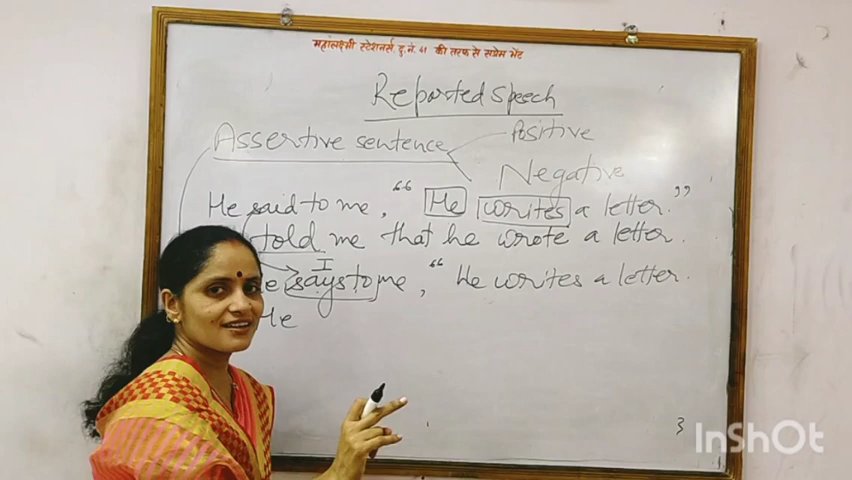 महालक्ष्मी स्टेशनर्स, दु.नं. 41 की तरफ से सप्रेम भेंट
Reported speech
Assertive sentence
Positive
Negative
He said to me, “He writes a letter.”
told me that he wrote a letter.
I
e says to me, “He writes a letter.
He
3
InShOt